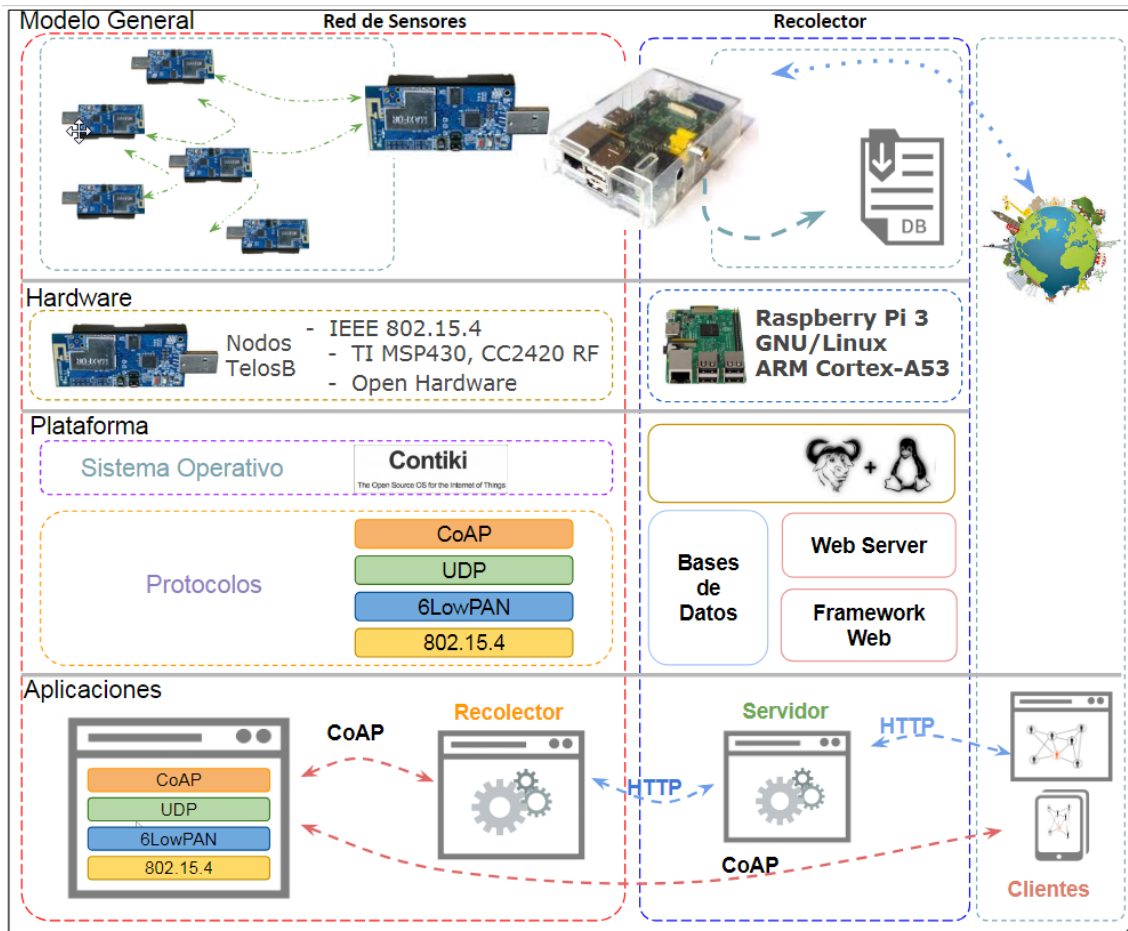 Modelo General
Red de Sensores
Recolector
MAXFOR
DB
Hardware
MAXFOR
Nodos
TelosB
- IEEE 802.15.4
- TI MSP430, CC2420 RF
- Open Hardware
Raspberry Pi 3
GNU/Linux
ARM Cortex-A53
Plataforma
Sistema Operativo
Contiki
The Open Source OS for the Internet of Things
+
Protocolos
CoAP
UDP
6LowPAN
802.15.4
Bases
de
Datos
Web Server
Framework
Web
Aplicaciones
CoAP
UDP
6LowPAN
802.15.4
CoAP
Recolector
HTTP
Servidor
CoAP
HTTP
Clientes